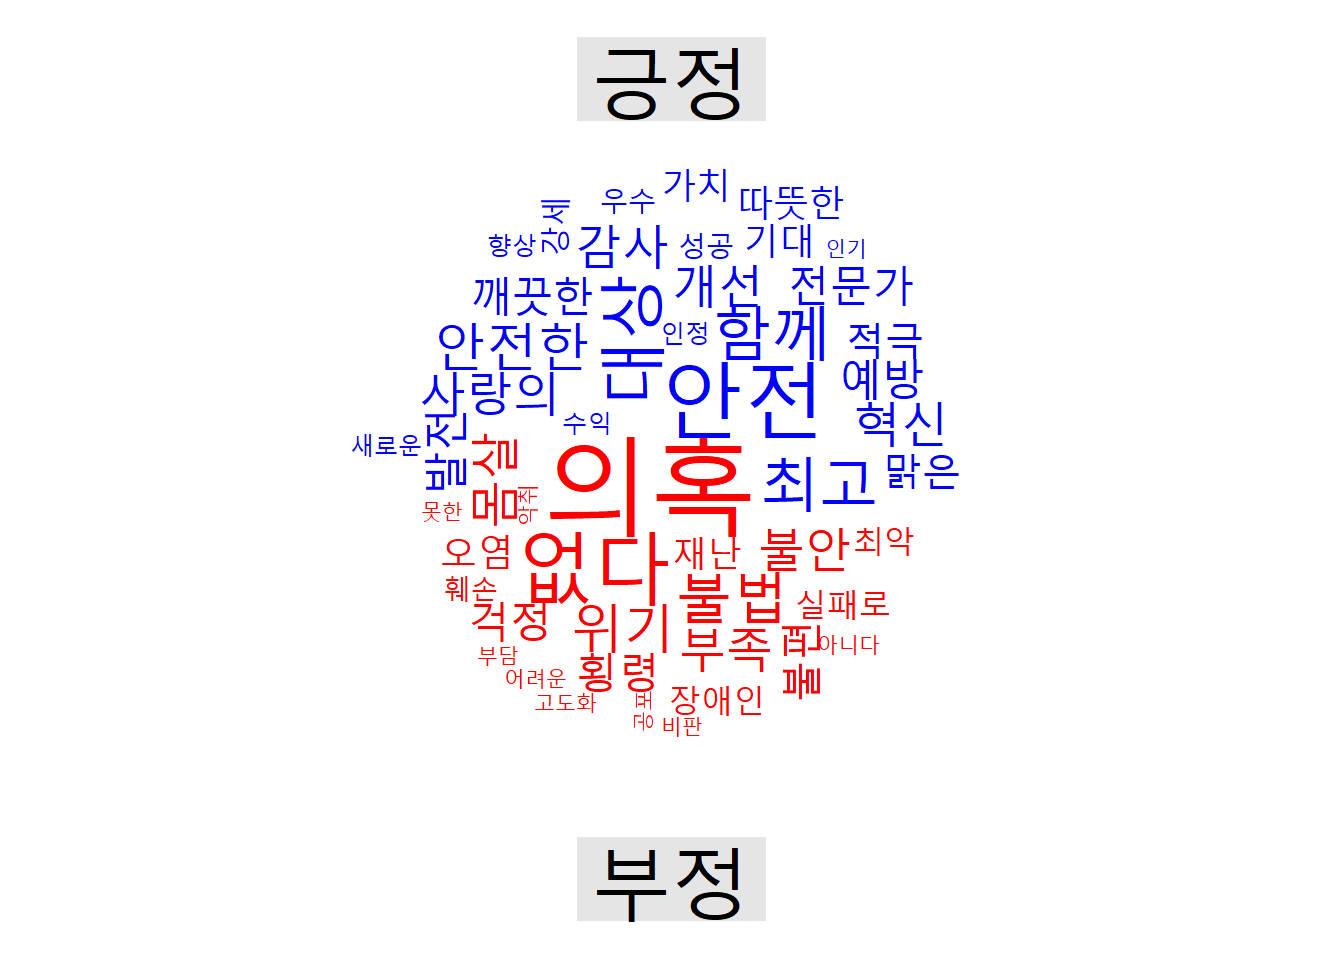 긍정
가치
우수
따뜻한
강세
향상
감사
성공
기대
인기
깨끗한
대상
개선
전문가
안전한
인정
함께
적극
사랑의
안전
예방
수익
혁신
새로운
발전
최고
맑은
몸살
의혹
못한
악취
오염
없다
재난
불안
최악
훼손
불법
실패로
걱정
위기
부족
불편
아니다
부담
횡령
어려운
고도화
공포
장애인
비판
부정